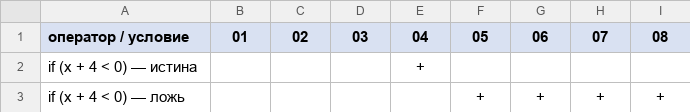 A B C D E F G H I
1 оператор / условие 01 02 03 04 05 06 07 08
2 if (x + 4 < 0) — истина +
3 if (x + 4 < 0) — ложь + + + +